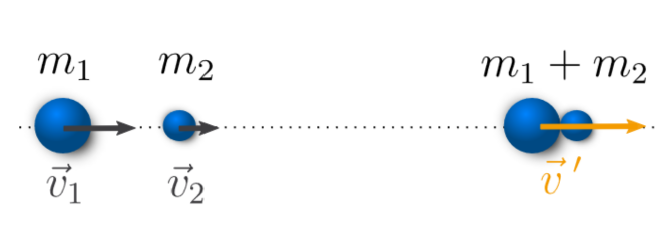 m₁ m₂ m₁ + m₂
v⃗₁ v⃗₂ v⃗ ′